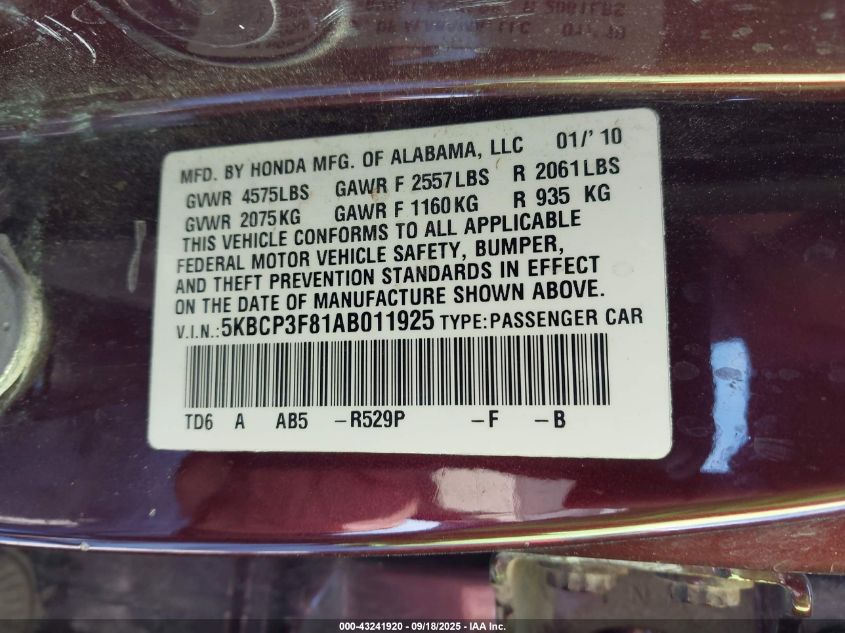 MFD. BY HONDA MFG. OF ALABAMA, LLC 01/'10
GVWR 4575LBS GAWR F 2557LBS R 2061LBS
GVWR 2075KG GAWR F 1160KG R 935 KG
THIS VEHICLE CONFORMS TO ALL APPLICABLE
FEDERAL MOTOR VEHICLE SAFETY, BUMPER,
AND THEFT PREVENTION STANDARDS IN EFFECT
ON THE DATE OF MANUFACTURE SHOWN ABOVE.
V.I.N.:5KBCP3F81AB011925 TYPE:PASSENGER CAR
TD6 A AB5 -R529P -F -B
000-43241920 - 09/18/2025 - IAA Inc.